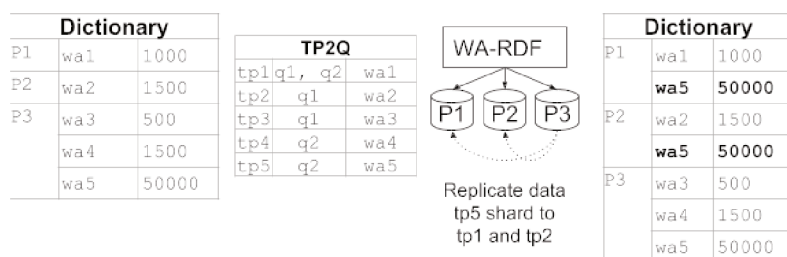 Dictionary
P1 wa1 1000
P2 wa2 1500
P3 wa3 500
wa4 1500
wa5 50000
TP2Q
tp1 q1, q2 wa1
tp2 q1 wa2
tp3 q1 wa3
tp4 q2 wa4
tp5 q2 wa5
WA-RDF
P1 P2 P3
Replicate data
tp5 shard to
tp1 and tp2
Dictionary
P1 wa1 1000
wa5 50000
P2 wa2 1500
wa5 50000
P3 wa3 500
wa4 1500
wa5 50000